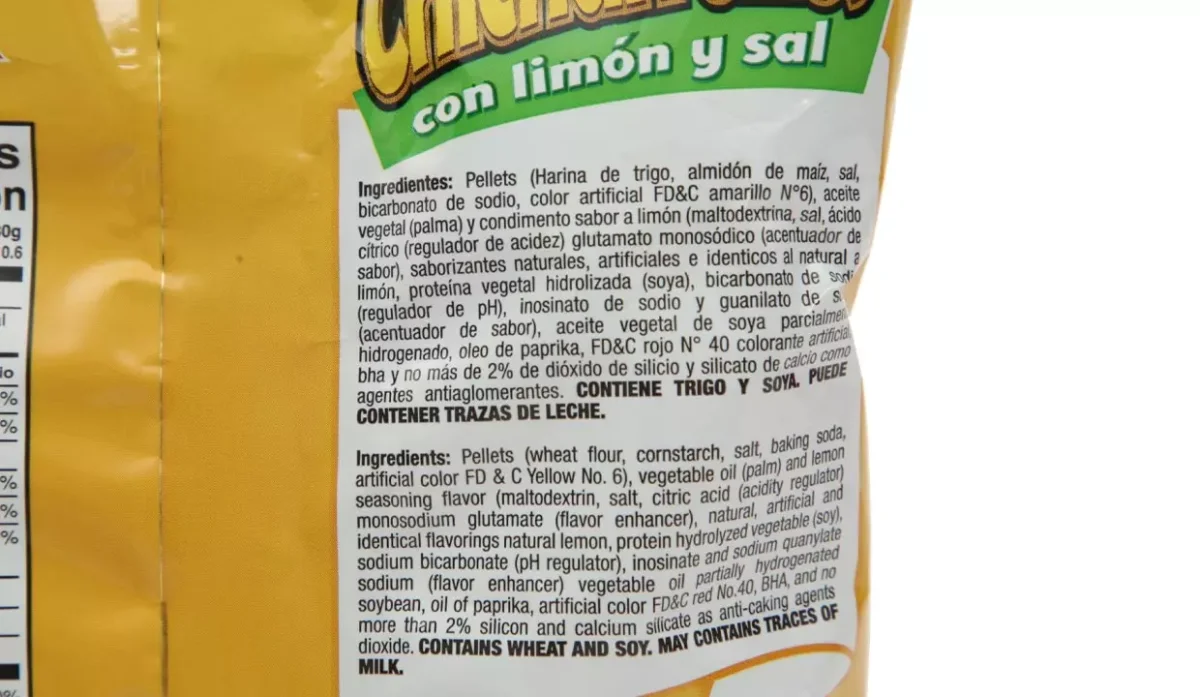 con limón y sal
s
on
0g
0.6
%
%
%
%
%
Ingredientes: Pellets (Harina de trigo, almidón de maíz, sal,
bicarbonato de sodio, color artificial FD&C amarillo N°6), aceite
vegetal (palma) y condimento sabor a limón (maltodextrina, sal, ácido
cítrico (regulador de acidez) glutamato monosódico (acentuador de
sabor), saborizantes naturales, artificiales e identicos al natural a
limón, proteína vegetal hidrolizada (soya), bicarbonato de sodi
(regulador de pH), inosinato de sodio y guanilato de s
(acentuador de sabor), aceite vegetal de soya parcialmen
hidrogenado, oleo de paprika, FD&C rojo N° 40 colorante artificial
bha y no más de 2% de dióxido de silicio y silicato de calcio como
agentes antiaglomerantes. CONTIENE TRIGO Y SOYA. PUEDE
CONTENER TRAZAS DE LECHE.
Ingredients: Pellets (wheat flour, cornstarch, salt, baking soda,
artificial color FD & C Yellow No. 6), vegetable oil (palm) and lemon
seasoning flavor (maltodextrin, salt, citric acid (acidity regulator)
monosodium glutamate (flavor enhancer), natural, artificial and
identical flavorings natural lemon, protein hydrolyzed vegetable (soy),
sodium bicarbonate (pH regulator), inosinate and sodium quanylate
sodium (flavor enhancer) vegetable oil partially hydrogenated
soybean, oil of paprika, artificial color FD&C red No.40, BHA, and no
more than 2% silicon and calcium silicate as anti-caking agents
dioxide. CONTAINS WHEAT AND SOY. MAY CONTAINS TRACES OF
MILK.